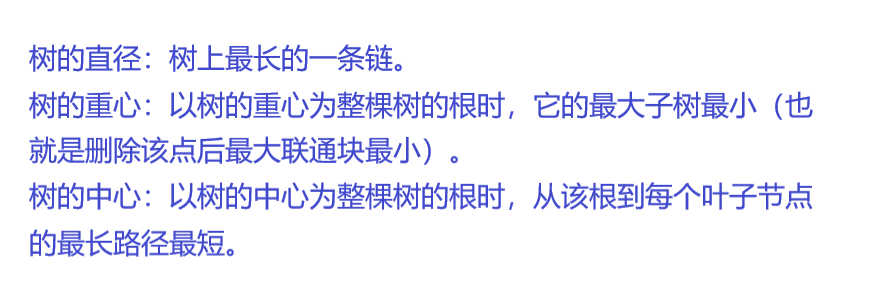 树的直径：树上最长的一条链。
树的重心：以树的重心为整棵树的根时，它的最大子树最小（也
就是删除该点后最大联通块最小）。
树的中心：以树的中心为整棵树的根时，从该根到每个叶子节点
的最长路径最短。